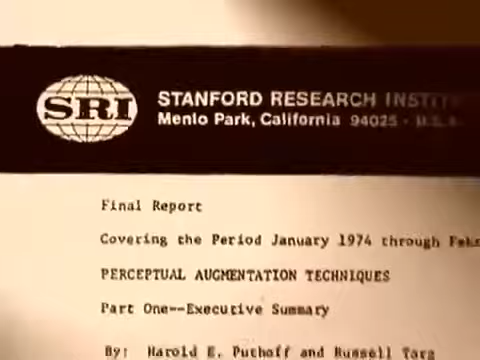 SRI
STANFORD RESEARCH
Menlo Park, California 94025 · U.S.A.
Final Report
Covering the Period January 1974 through
PERCEPTUAL AUGMENTATION TECHNIQUES
Part One--Executive Summary
By: Harold E. Puthoff and Russell Targ